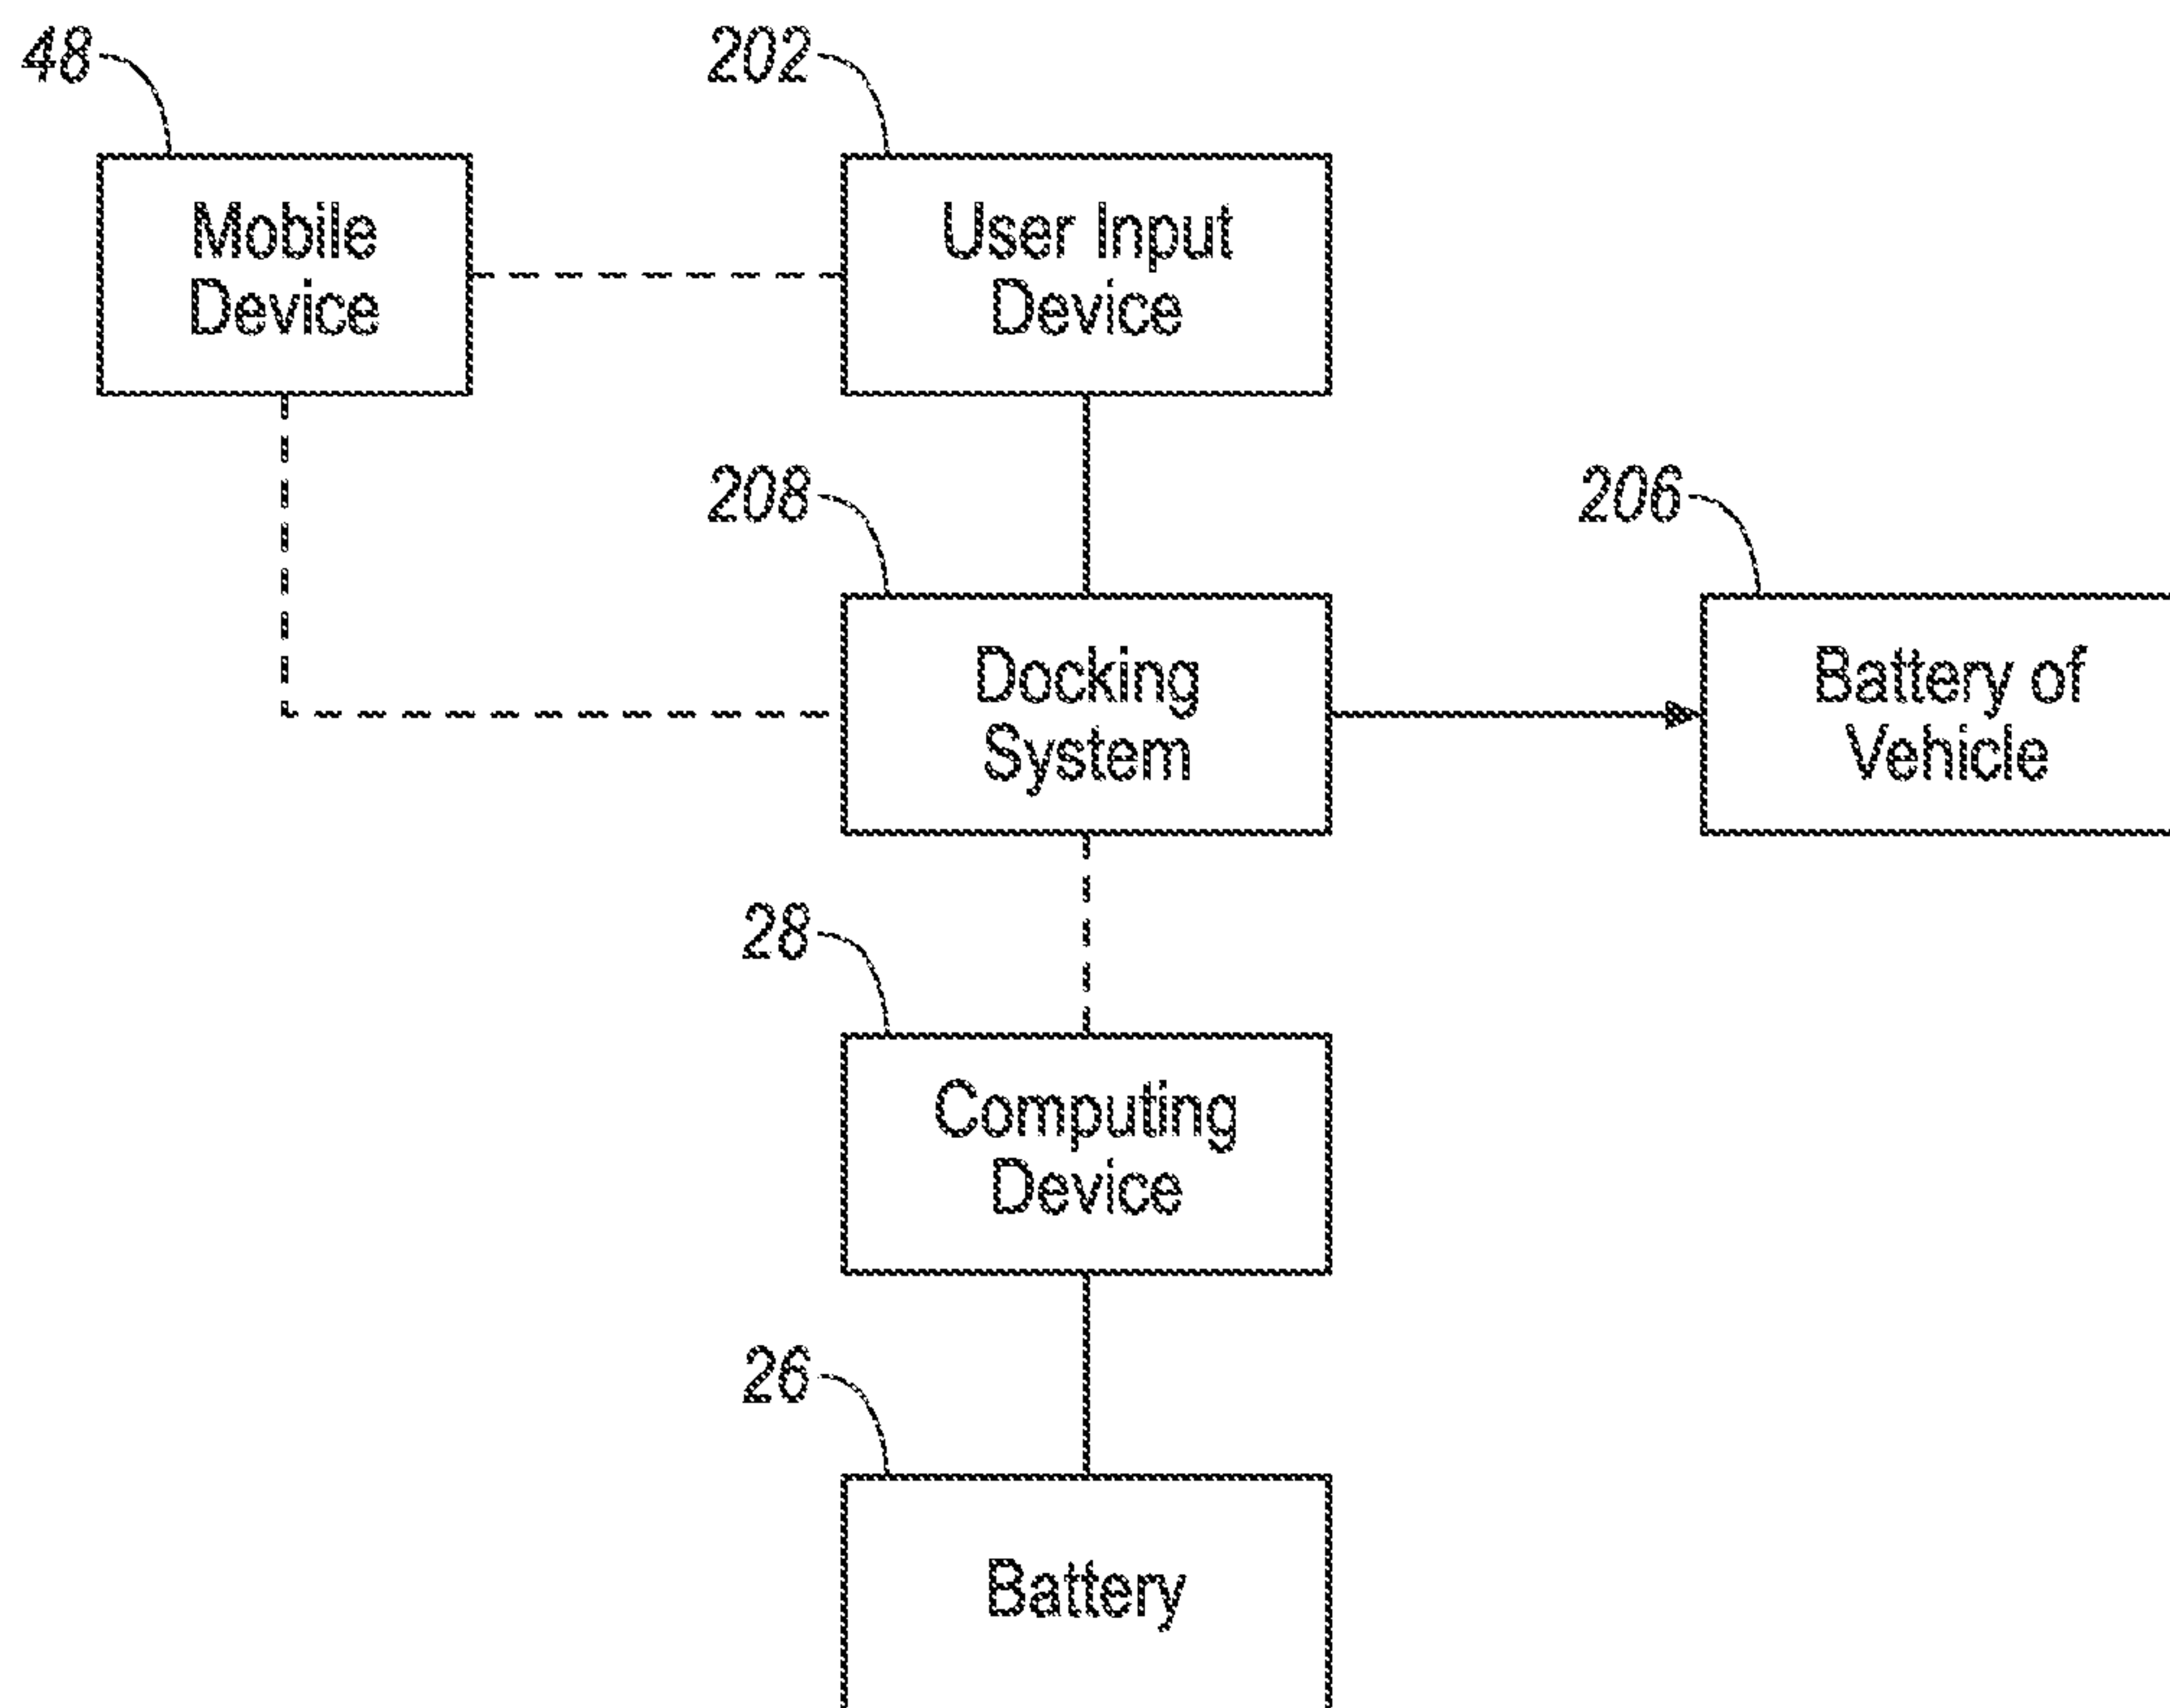 48
202
Mobile
Device
User Input
Device
208
206
Docking
System
Battery of
Vehicle
28
Computing
Device
26
Battery